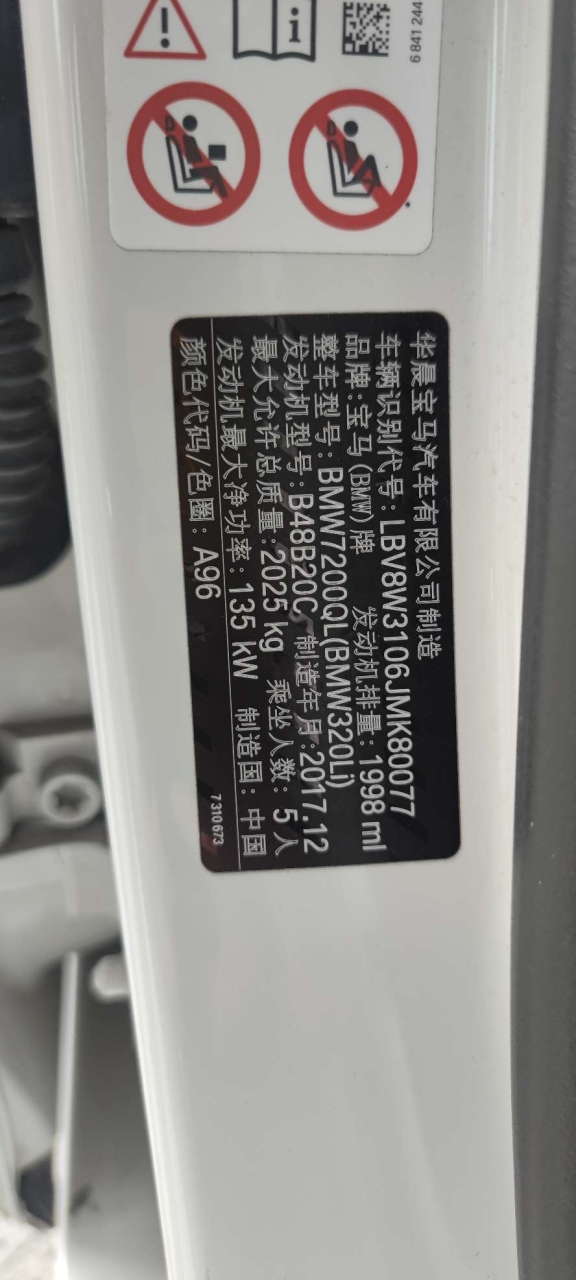 6 841 244
华晨宝马汽车有限公司制造
车辆识别代号:LBV8W3106JMK80077
品牌:宝马(BMW)牌 发动机排量:1998 ml
整车型号:BMW7200QL(BMW320Li)
发动机型号:B48B20C 制造年月:2017.12
最大允许总质量:2025 kg 乘坐人数:5人
发动机最大净功率:135 kW 制造国:中国
颜色代码/色圈:A96
7 310 673